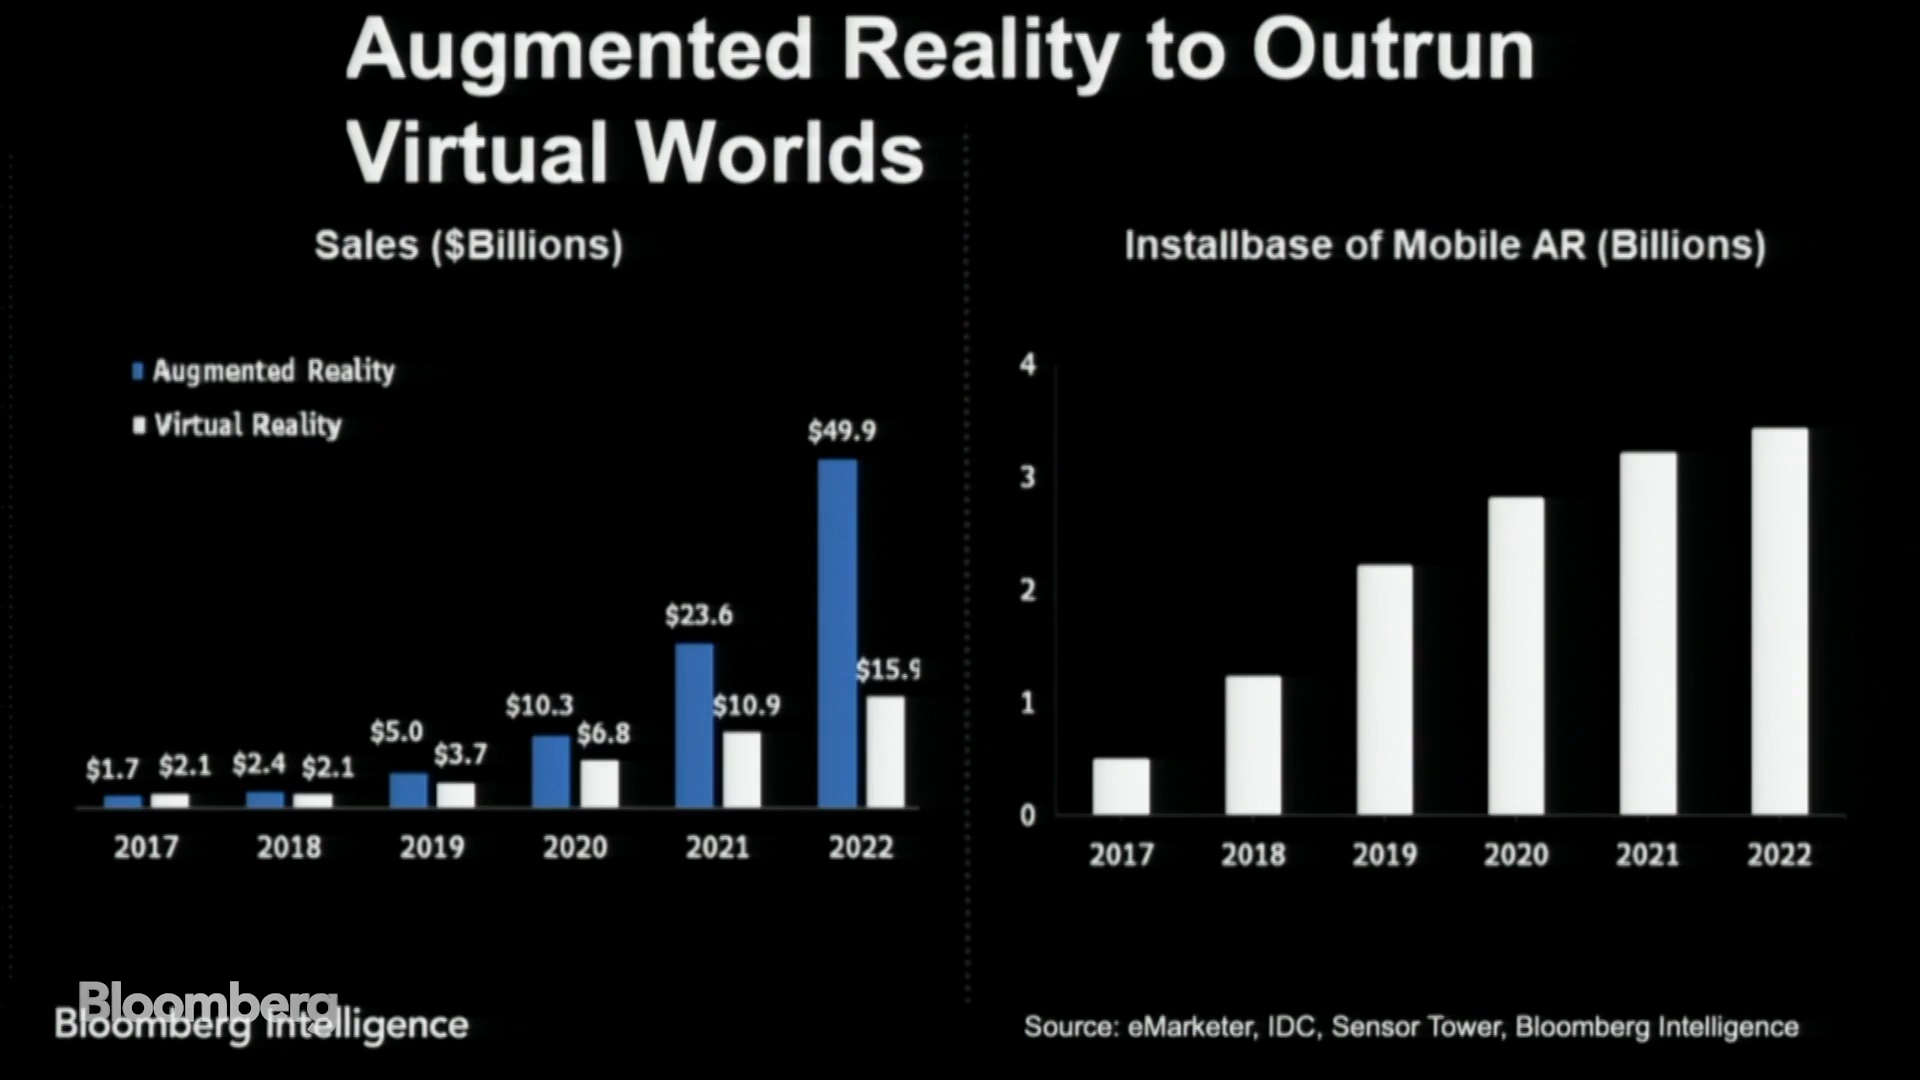 Augmented Reality to Outrun
Virtual Worlds
Sales ($Billions)
Augmented Reality
Virtual Reality
$1.7 $2.1 $2.4 $2.1 $5.0 $3.7 $10.3 $6.8 $23.6 $10.9 $49.9 $15.9
2017 2018 2019 2020 2021 2022
Installbase of Mobile AR (Billions)
4
3
2
1
0
2017 2018 2019 2020 2021 2022
Bloomberg
Bloomberg Intelligence
Source: eMarketer, IDC, Sensor Tower, Bloomberg Intelligence